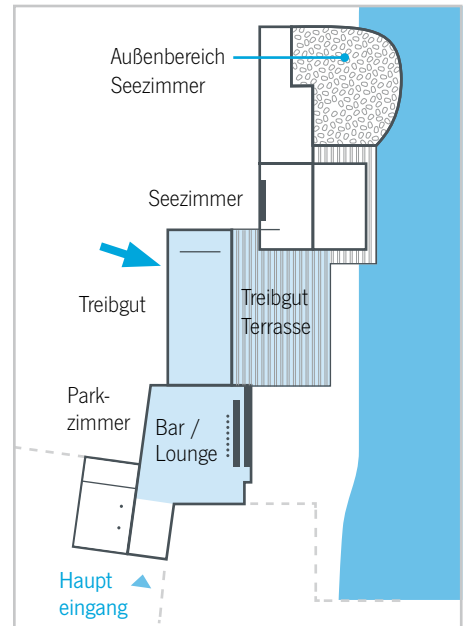 Außenbereich
Seezimmer
Seezimmer
Treibgut
Treibgut
Terrasse
Park-
zimmer
Bar /
Lounge
Haupt
eingang